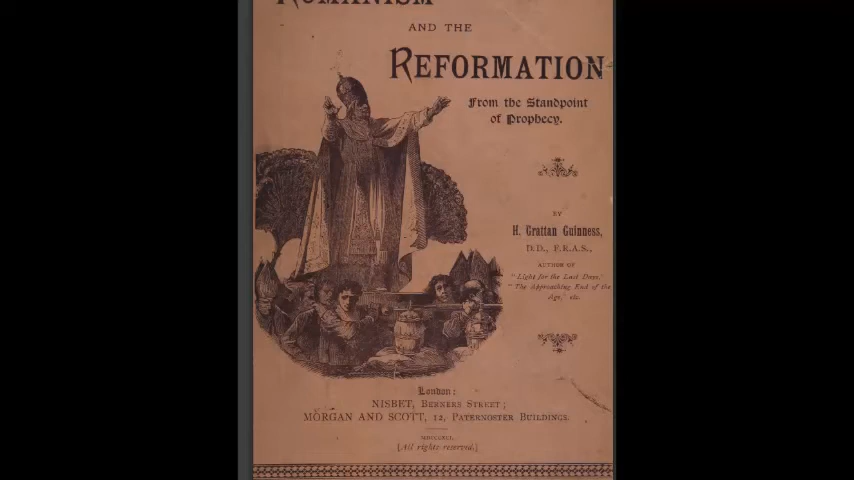 ROMANISM
AND THE
REFORMATION
From the Standpoint
of Prophecy.
BY
H. Grattan Guinness,
D.D., F.R.A.S.,
AUTHOR OF
"Light for the Last Days,"
"The Approaching End of the
Age," etc.
London:
NISBET, BERNERS STREET;
MORGAN AND SCOTT, 12, PATERNOSTER BUILDINGS.
[All rights reserved.]